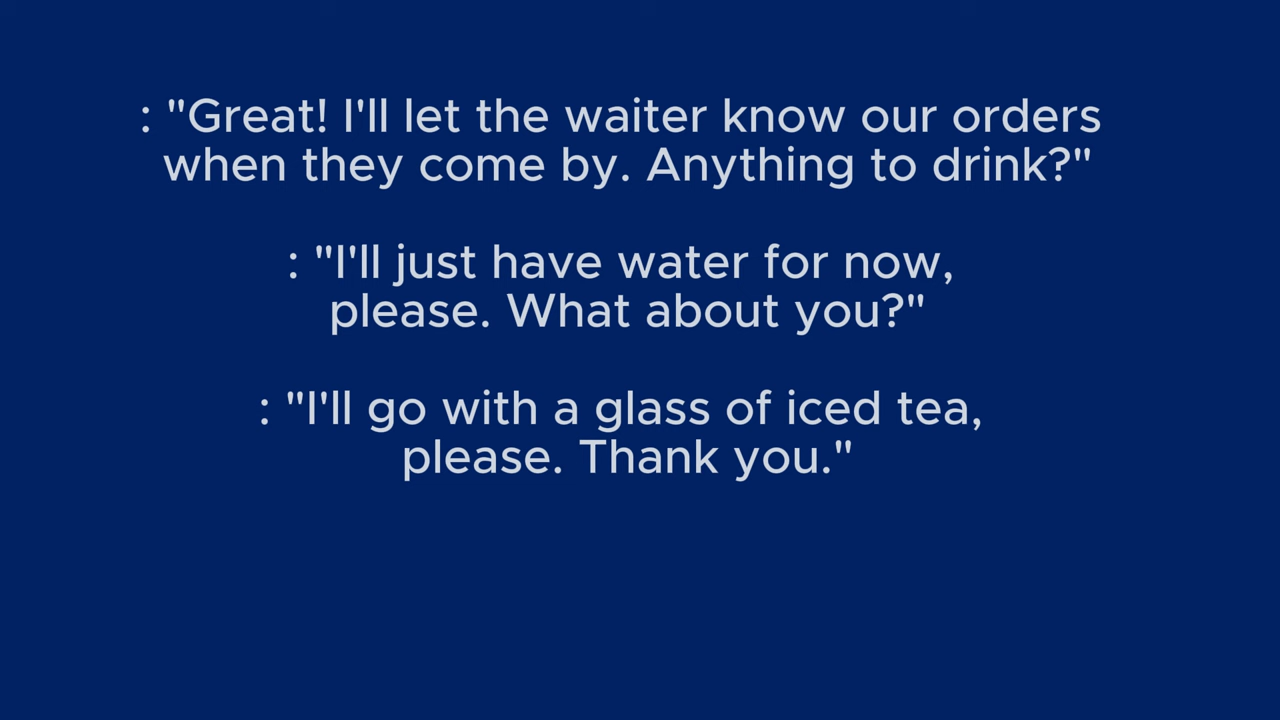 : "Great! I'll let the waiter know our orders
when they come by. Anything to drink?"
: "I'll just have water for now,
please. What about you?"
: "I'll go with a glass of iced tea,
please. Thank you."